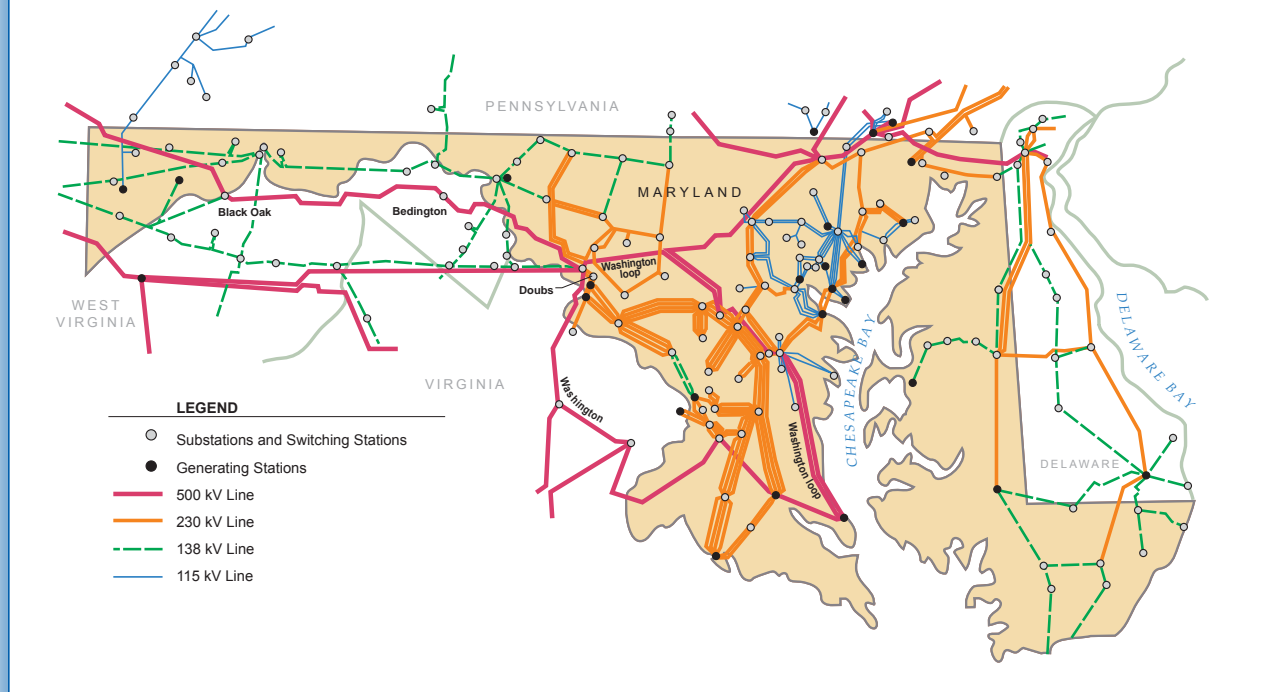 PENNSYLVANIA
MARYLAND
Black Oak
Bedington
Washington
loop
Doubs
WEST
VIRGINIA
VIRGINIA
Washington
Washington loop
CHESAPEAKE BAY
DELAWARE BAY
DELAWARE
LEGEND
Substations and Switching Stations
Generating Stations
500 kV Line
230 kV Line
138 kV Line
115 kV Line